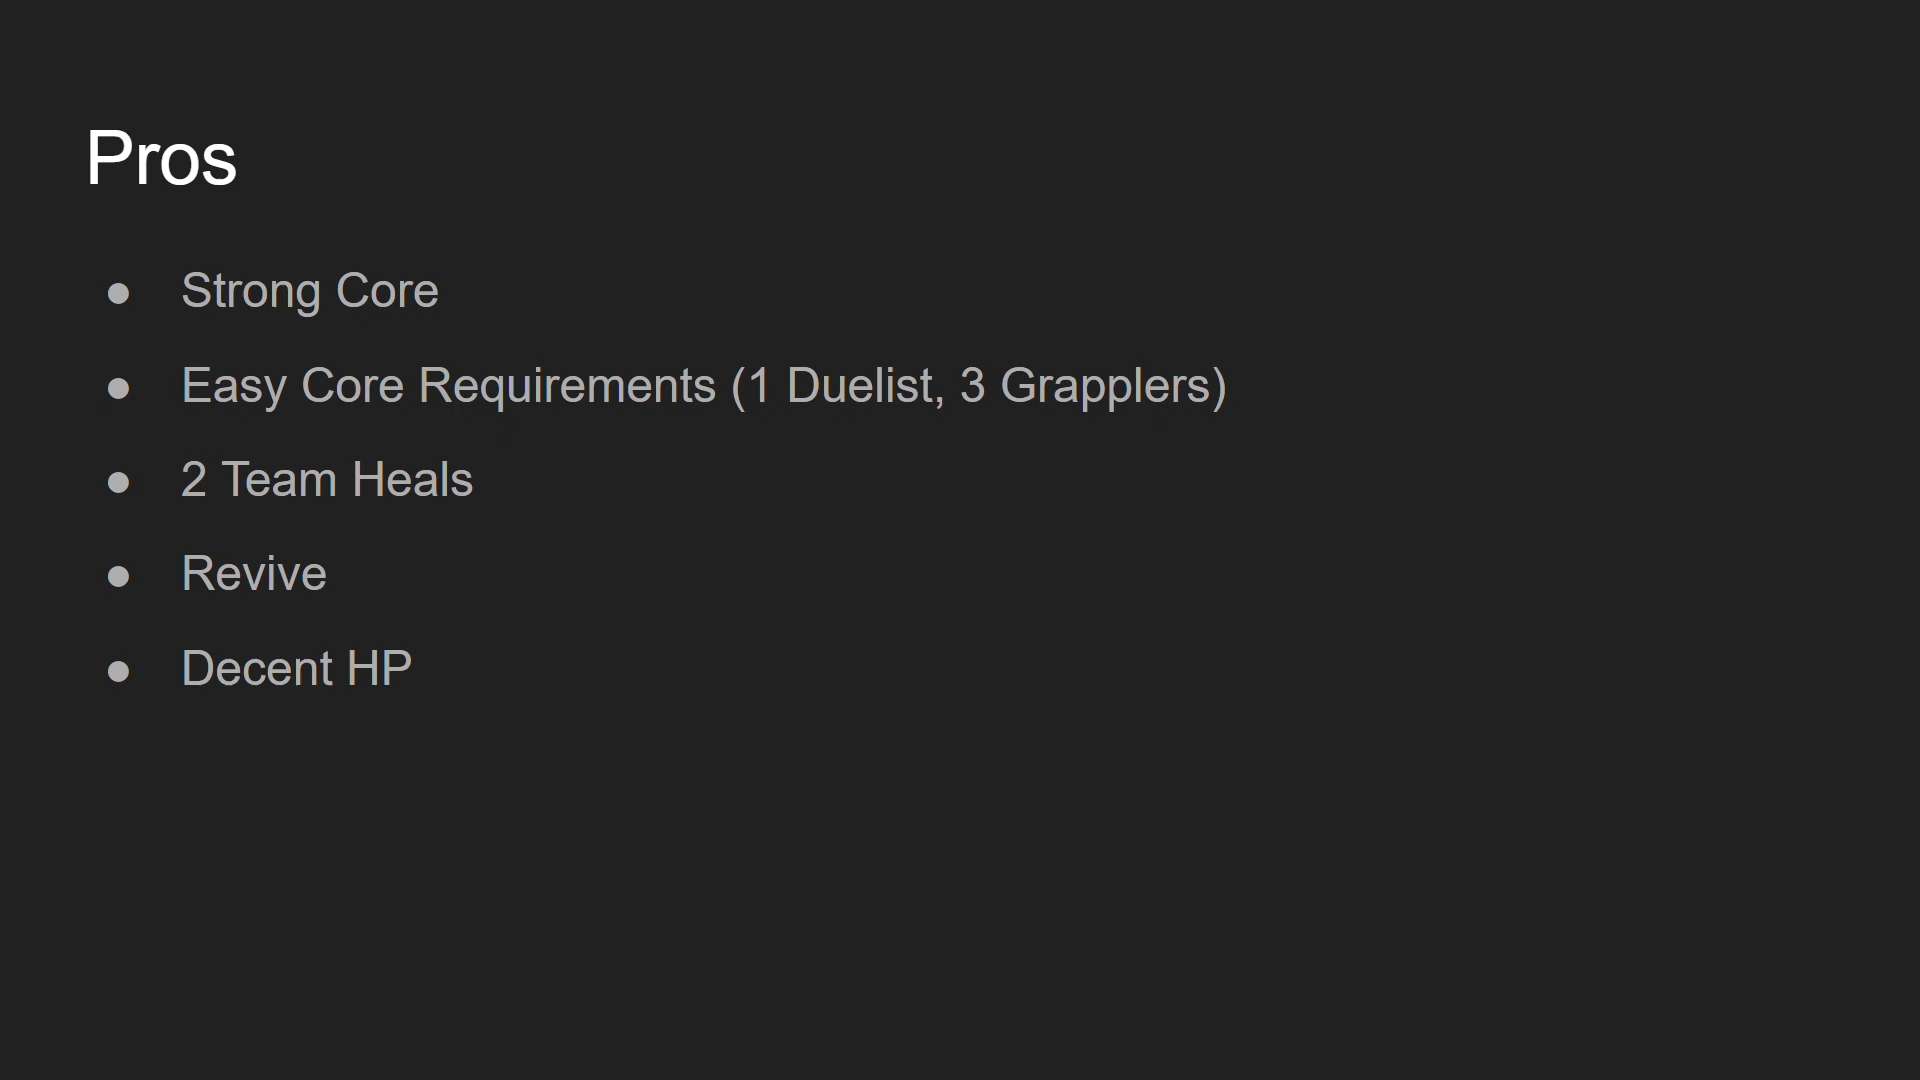 Pros
● Strong Core
● Easy Core Requirements (1 Duelist, 3 Grapplers)
● 2 Team Heals
● Revive
● Decent HP